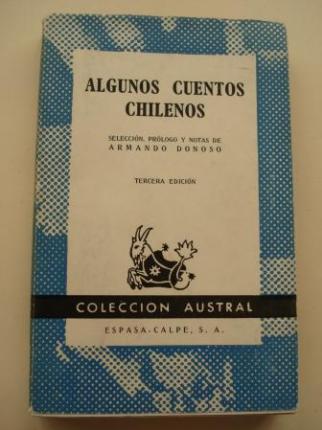 ALGUNOS CUENTOS
CHILENOS
SELECCIÓN, PRÓLOGO Y NOTAS DE
ARMANDO DONOSO
TERCERA EDICIÓN
COLECCION AUSTRAL
ESPASA-CALPE, S. A.